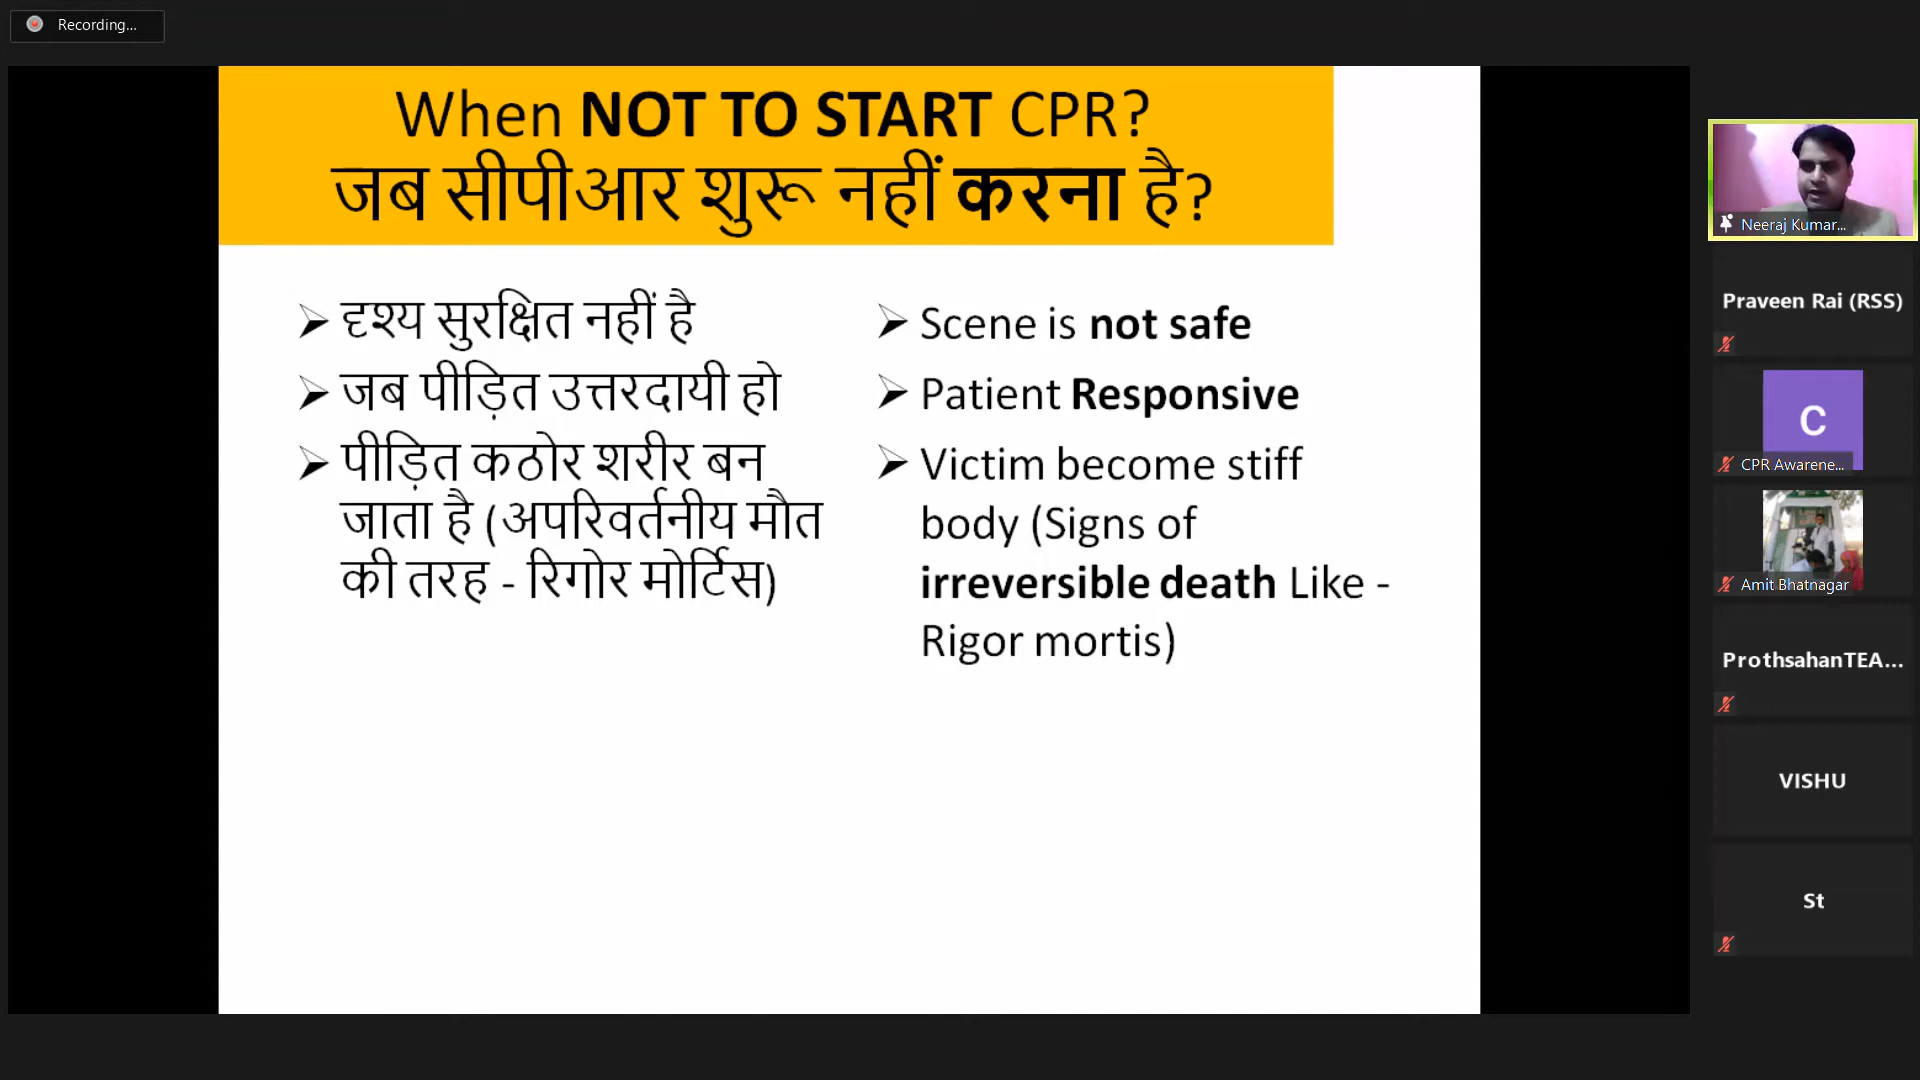 Recording...
When NOT TO START CPR?
जब सीपीआर शुरू नहीं करना है?
दृश्य सुरक्षित नहीं है
जब पीड़ित उत्तरदायी हो
पीड़ित कठोर शरीर बन
जाता है (अपरिवर्तनीय मौत
की तरह - रिगोर मोर्टिस)
Scene is not safe
Patient Responsive
Victim become stiff
body (Signs of
irreversible death Like -
Rigor mortis)
Neeraj Kumar...
Praveen Rai (RSS)
C
CPR Awarene...
Amit Bhatnagar
ProthsahanTEA...
VISHU
St